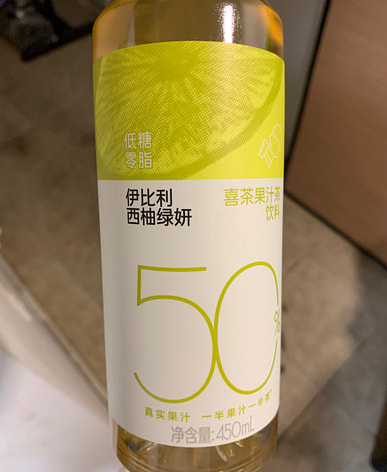 低糖
零脂
伊比利
西柚绿妍
喜茶果汁茶
饮料
50%
真实果汁 一半果汁一半茶*
净含量:450mL